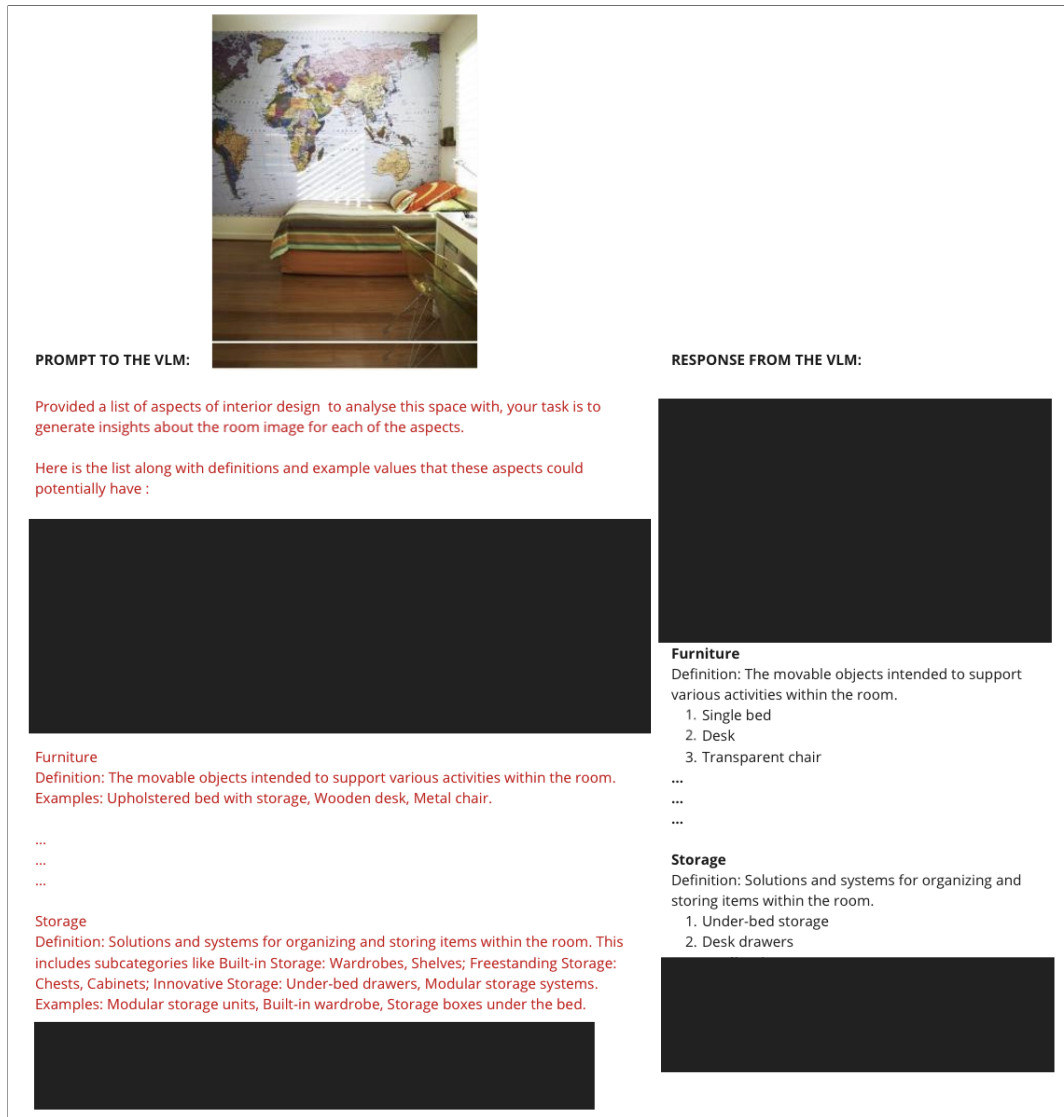 PROMPT TO THE VLM:
Provided a list of aspects of interior design to analyse this space with, your task is to
generate insights about the room image for each of the aspects.
Here is the list along with definitions and example values that these aspects could
potentially have :
Furniture
Definition: The movable objects intended to support various activities within the room.
Examples: Upholstered bed with storage, Wooden desk, Metal chair.
...
...
...
Storage
Definition: Solutions and systems for organizing and storing items within the room. This
includes subcategories like Built-in Storage: Wardrobes, Shelves; Freestanding Storage:
Chests, Cabinets; Innovative Storage: Under-bed drawers, Modular storage systems.
Examples: Modular storage units, Built-in wardrobe, Storage boxes under the bed.
RESPONSE FROM THE VLM:
Furniture
Definition: The movable objects intended to support
various activities within the room.
1. Single bed
2. Desk
3. Transparent chair
...
...
...
Storage
Definition: Solutions and systems for organizing and
storing items within the room.
1. Under-bed storage
2. Desk drawers